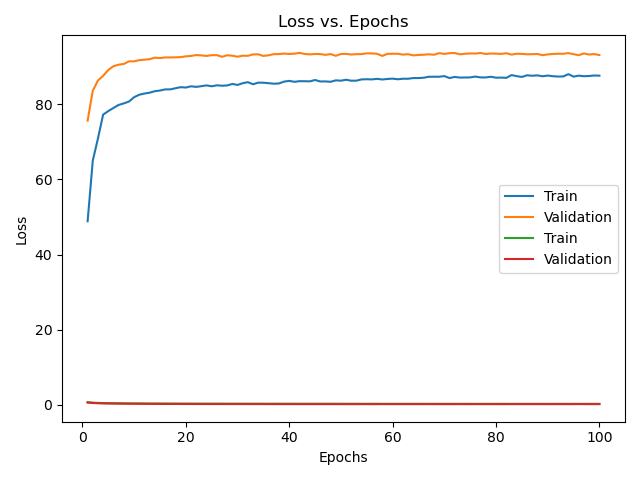 Loss vs. Epochs
Loss
80
60
40
20
0
Train
Validation
Train
Validation
0 20 40 60 80 100
Epochs